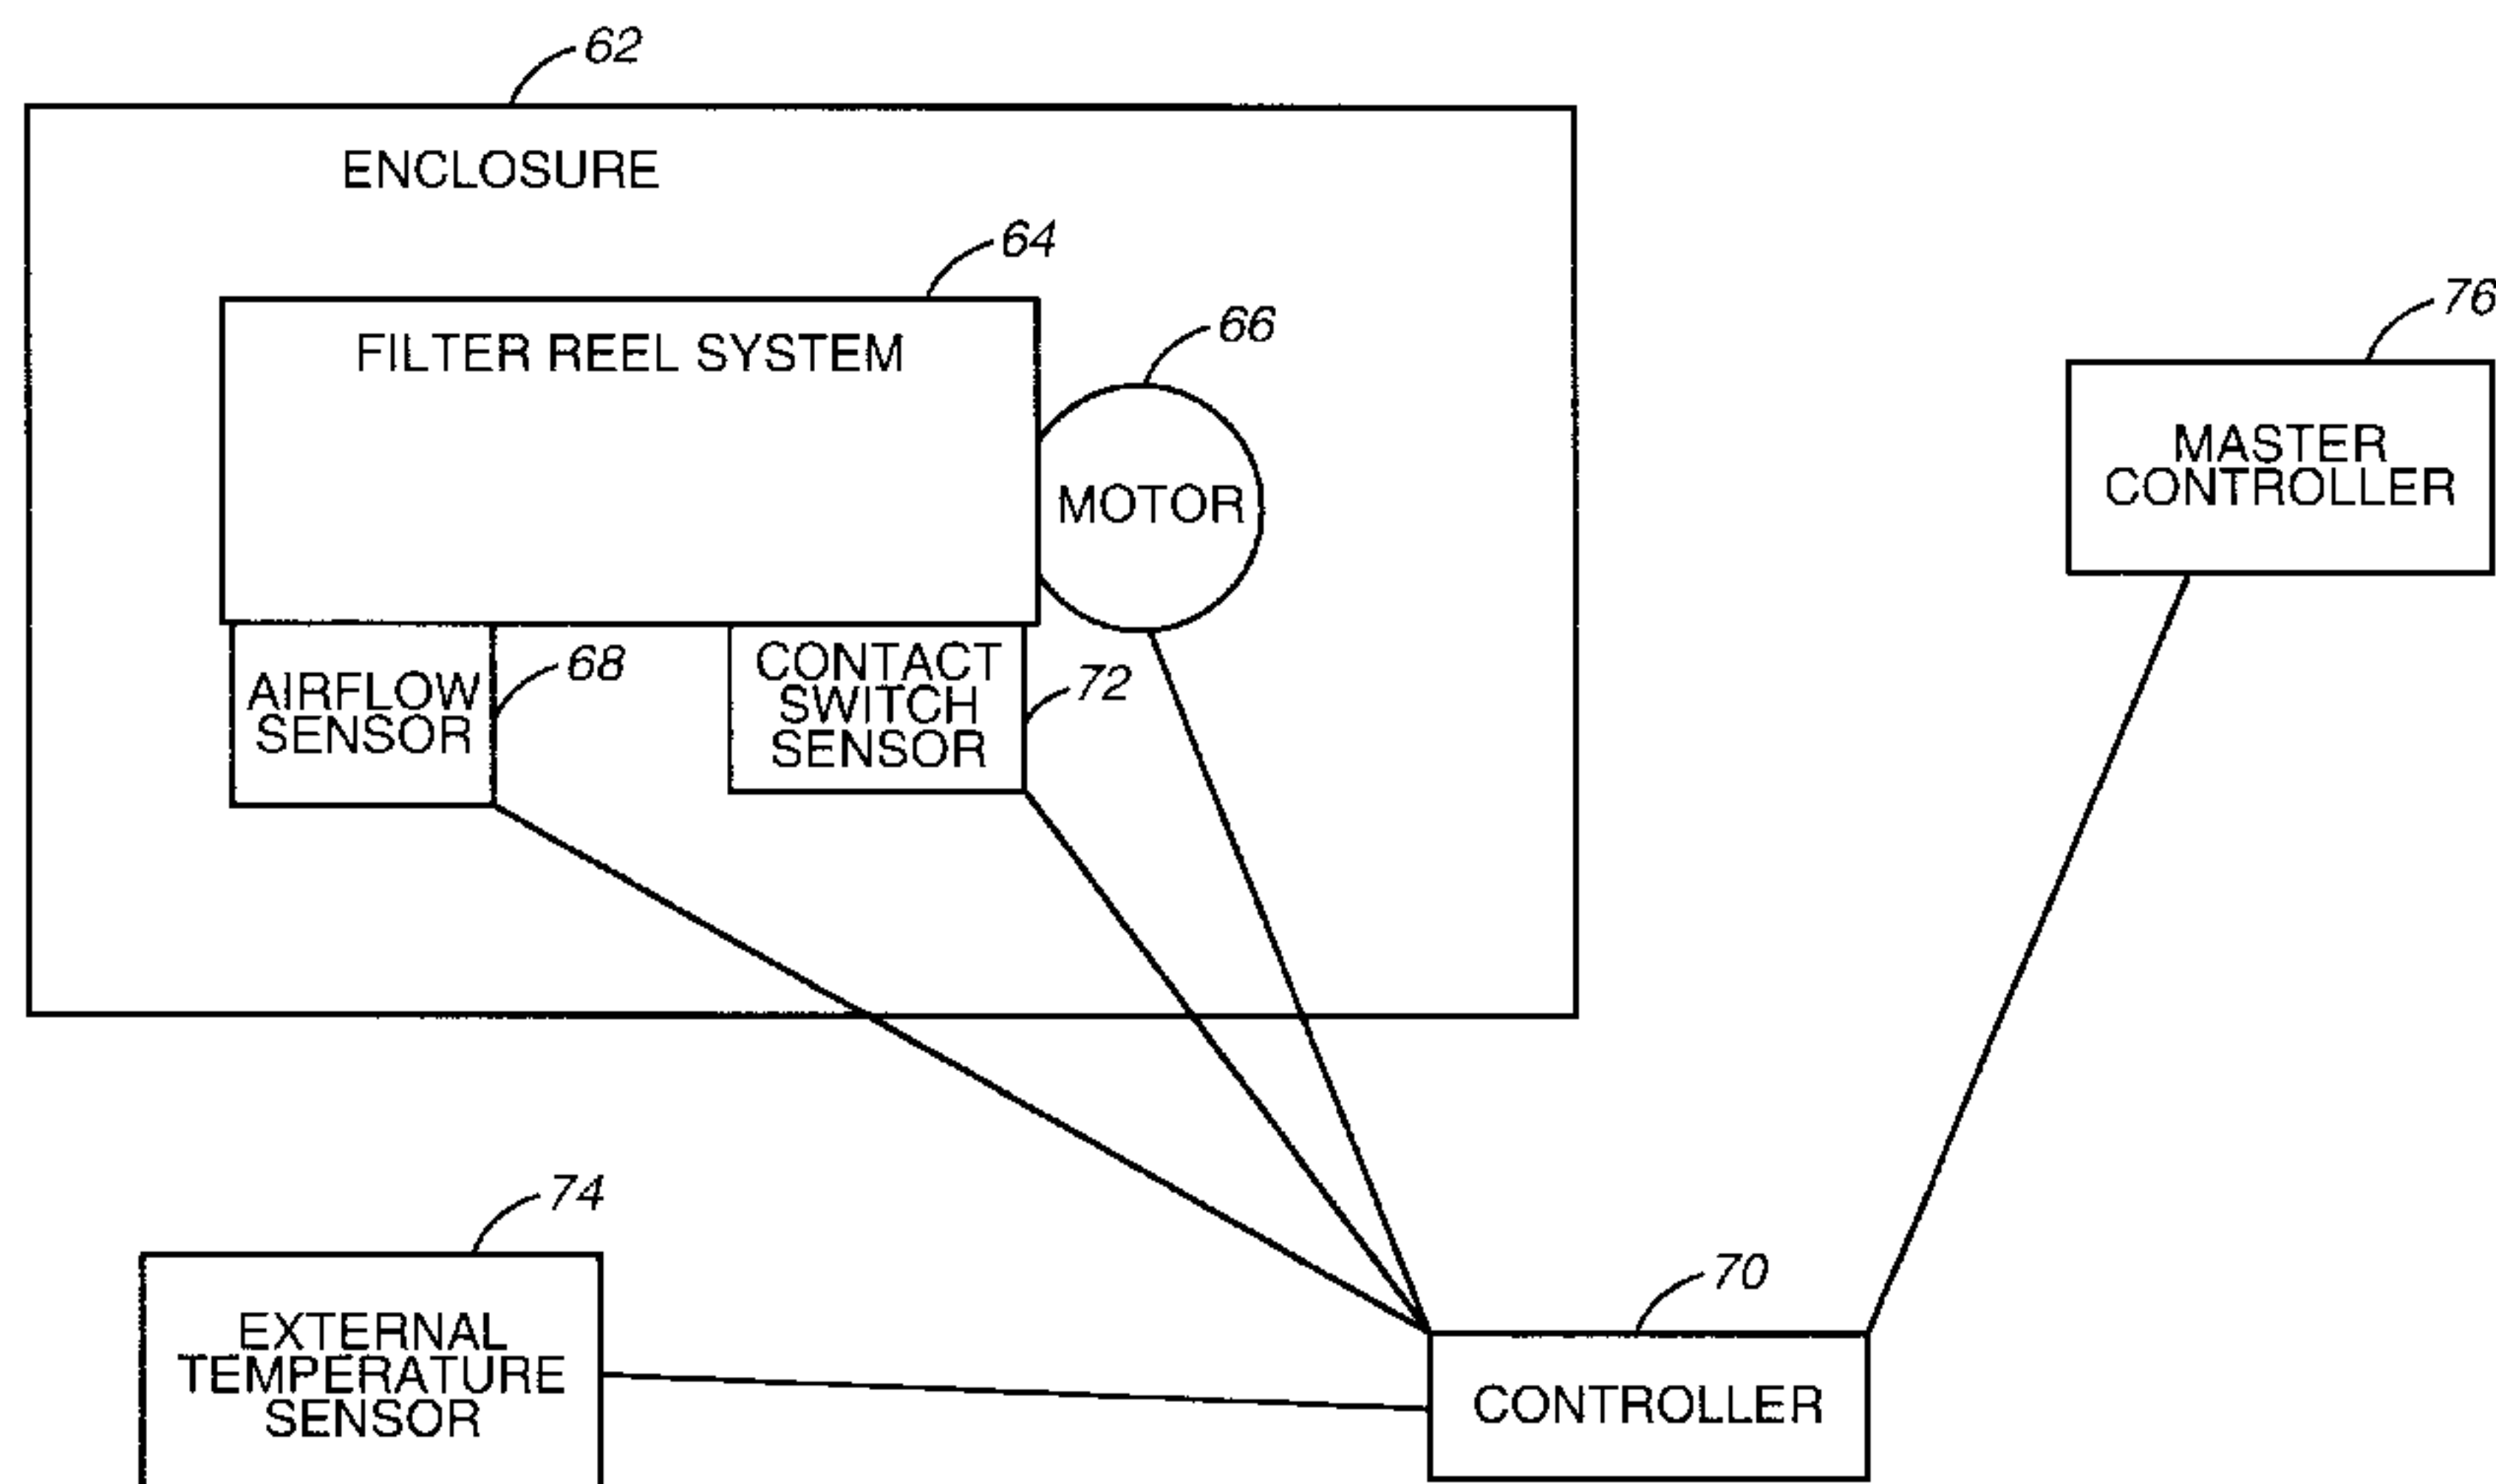 62
ENCLOSURE
64
FILTER REEL SYSTEM
66
MOTOR
76
MASTER
CONTROLLER
AIRFLOW
SENSOR
68
CONTACT
SWITCH
SENSOR
72
74
EXTERNAL
TEMPERATURE
SENSOR
70
CONTROLLER